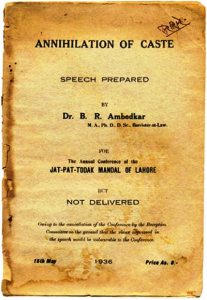 ANNIHILATION OF CASTE
SPEECH PREPARED
BY
Dr. B. R. Ambedkar
M. A., Ph. D., D. Sc., Barrister-at-Law.
FOR
The Annual Conference of the
JAT-PAT-TODAK MANDAL OF LAHORE
BUT
NOT DELIVERED
Owing to the cancellation of the Conference by the Reception
Committee on the ground that the views expressed in
the speech would be unbearable to the Conference
15th May 1936 Price As. 8.-